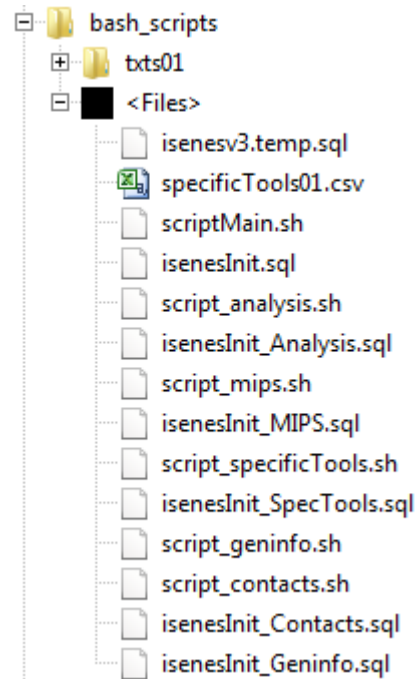 bash_scripts
txts01
<Files>
isenesv3.temp.sql
specificTools01.csv
scriptMain.sh
isenesInit.sql
script_analysis.sh
isenesInit_Analysis.sql
script_mips.sh
isenesInit_MIPS.sql
script_specificTools.sh
isenesInit_SpecTools.sql
script_geninfo.sh
script_contacts.sh
isenesInit_Contacts.sql
isenesInit_Geninfo.sql